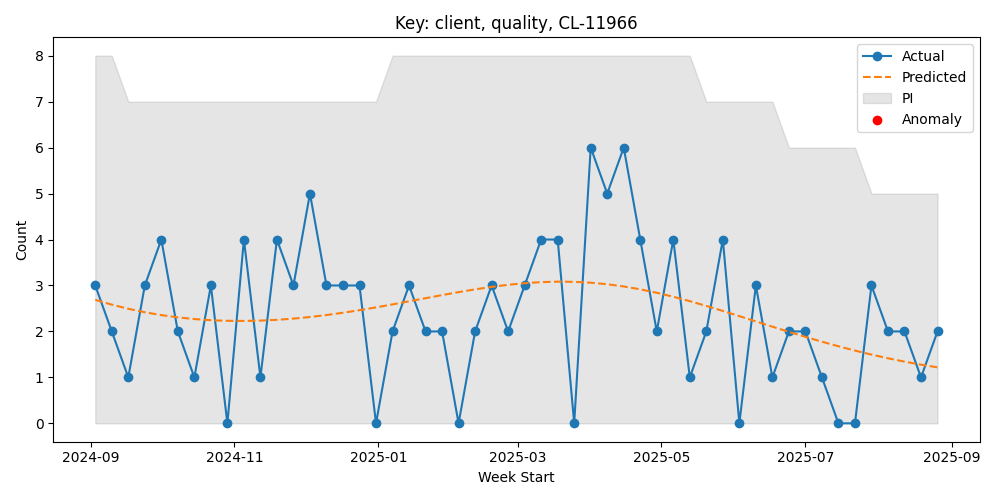 Key: client, quality, CL-11966
Actual
Predicted
PI
Anomaly
8
7
6
5
4
3
2
1
0
Count
2024-09
2024-11
2025-01
2025-03
2025-05
2025-07
2025-09
Week Start